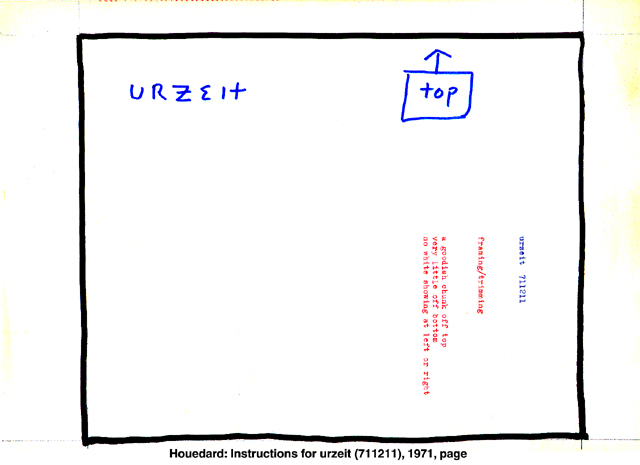 URZEIT
top
urzeit 711211
framing/trimming
a goodish chunk off top
very little off bottom
no white showing at left or right
Houedard: Instructions for urzeit (711211), 1971, page